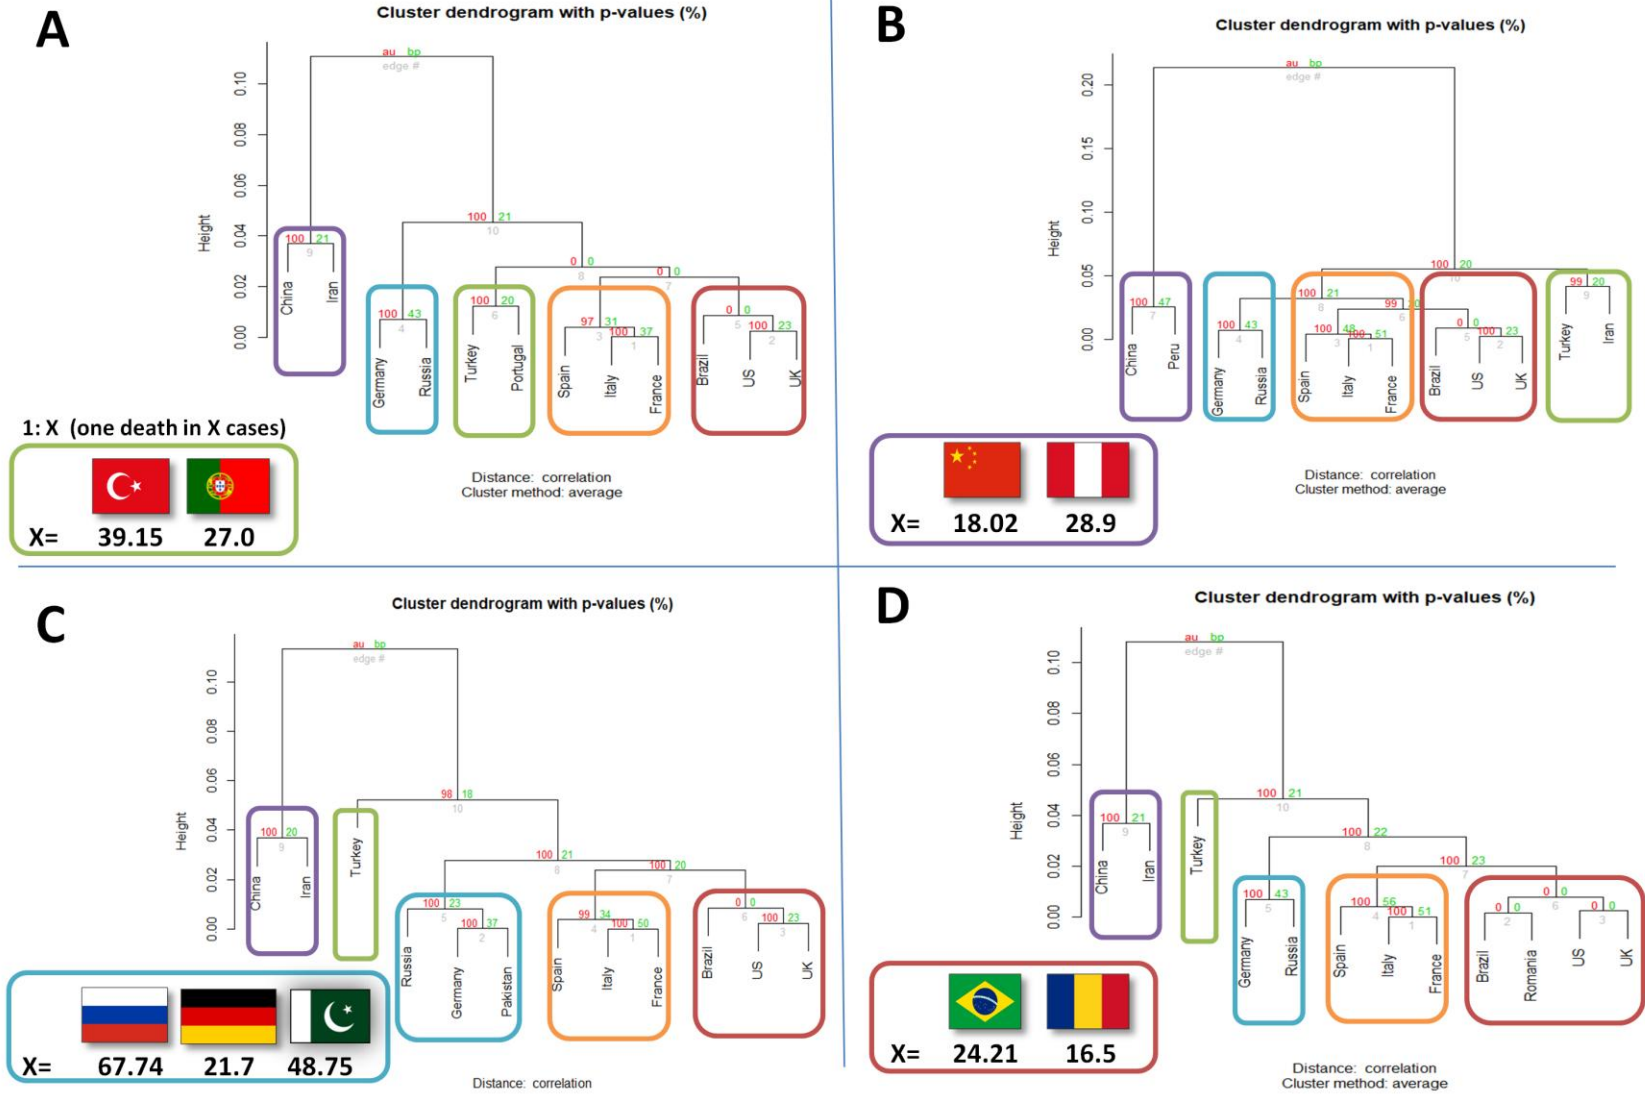 A
Cluster dendrogram with p-values (%)
au bp
edge #
Height
0.00 0.02 0.04 0.06 0.08 0.10
100 21
10
100 21
9
0 0
8
0 0
7
100 43
4
100 20
6
97 31
3
100 37
1
0 0
5
100 23
2
China Iran Germany Russia Turkey Portugal Spain Italy France Brazil US UK
Distance: correlation
Cluster method: average
1: X (one death in X cases)
X= 39.15 27.0
B
Cluster dendrogram with p-values (%)
au bp
edge #
Height
0.00 0.05 0.10 0.15 0.20
100 20
10
99 20
9
100 21
8
99 20
6
100 47
7
100 43
4
100 48
3
100 51
1
0 0
5
100 23
2
China Peru Germany Russia Spain Italy France Brazil US UK Turkey Iran
Distance: correlation
Cluster method: average
X= 18.02 28.9
C
Cluster dendrogram with p-values (%)
au bp
edge #
Height
0.00 0.02 0.04 0.06 0.08 0.10
98 18
10
100 20
9
100 21
8
100 20
7
100 23
5
100 37
2
99 34
4
100 50
1
0 0
6
100 23
3
China Iran Turkey Russia Germany Pakistan Spain Italy France Brazil US UK
Distance: correlation
X= 67.74 21.7 48.75
D
Cluster dendrogram with p-values (%)
au bp
edge #
Height
0.00 0.02 0.04 0.06 0.08 0.10
100 21
10
100 21
9
100 22
8
100 23
7
100 43
5
100 56
4
100 51
1
0 0
6
0 0
2
0 0
3
China Iran Turkey Germany Russia Spain Italy France Brazil Romania US UK
Distance: correlation
Cluster method: average
X= 24.21 16.5